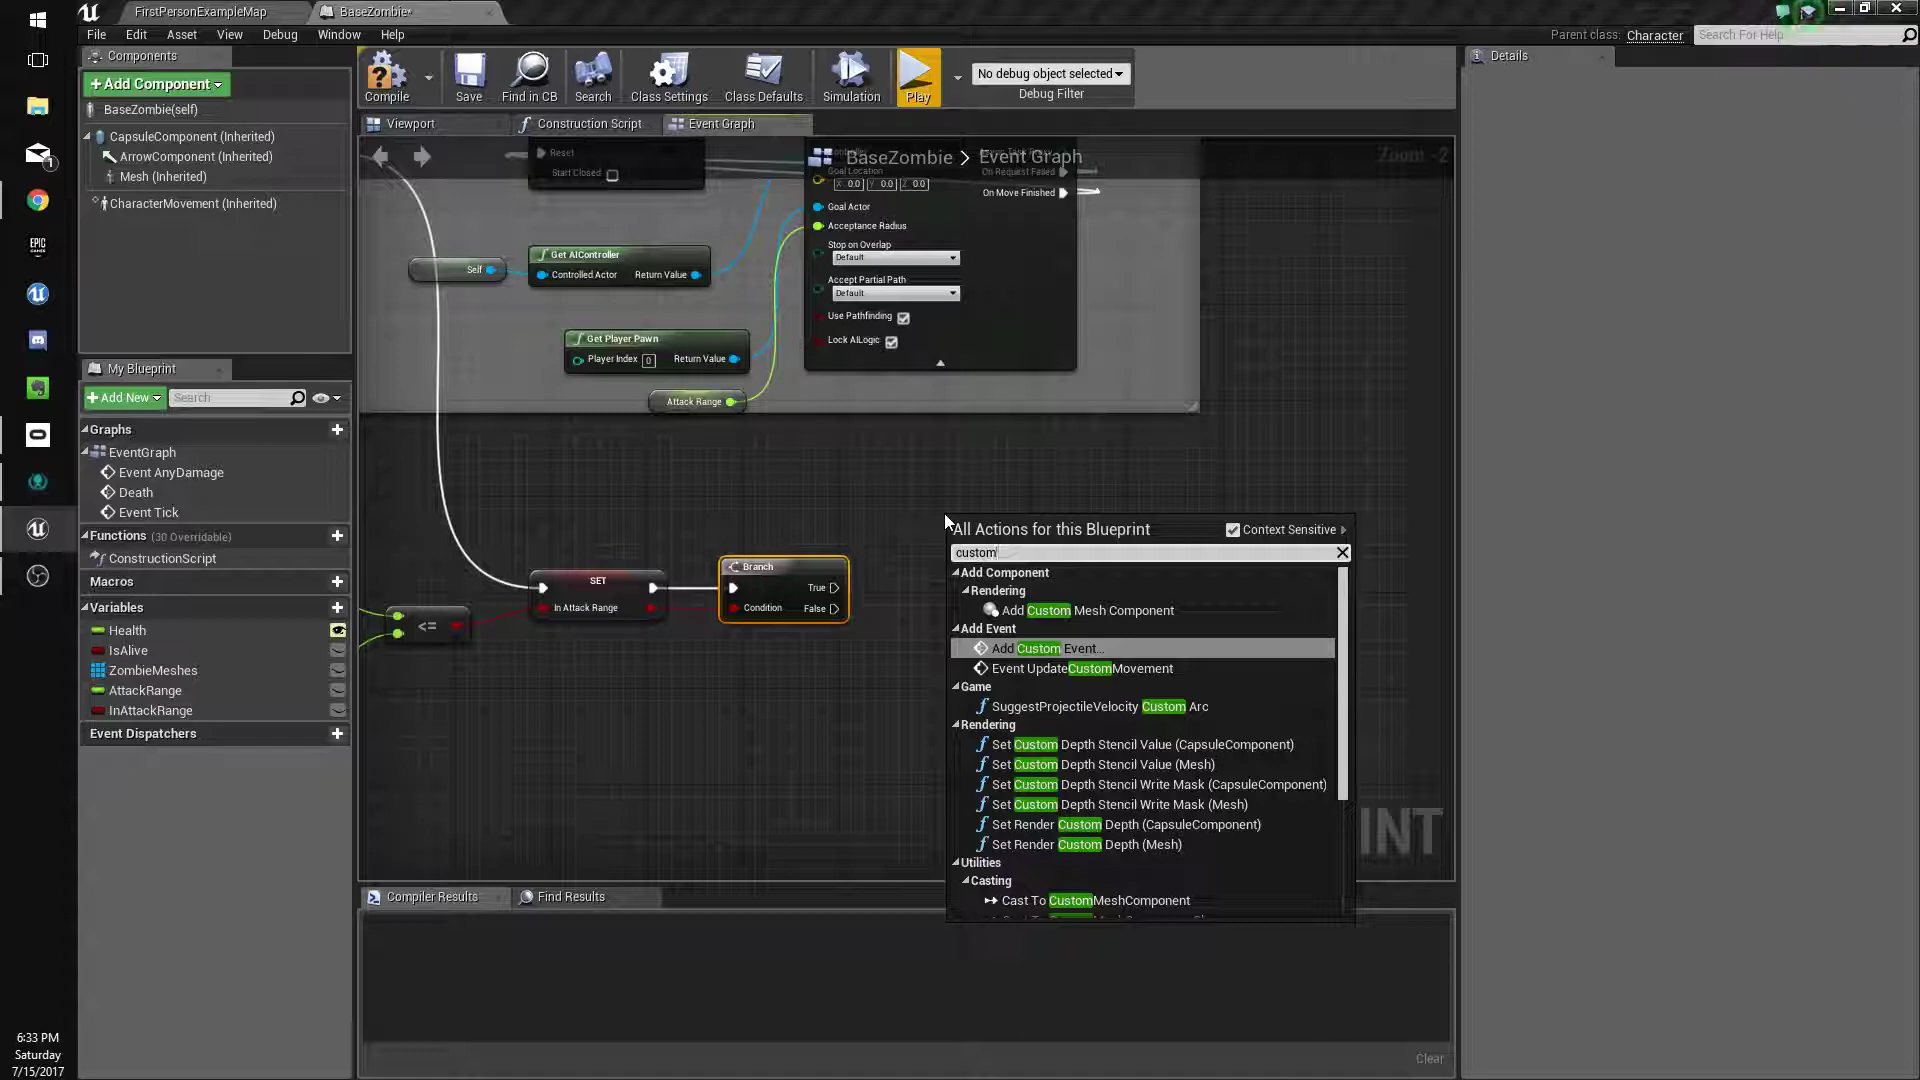 FirstPersonExampleMap
BaseZombie*
File Edit Asset View Debug Window Help
Parent class: Character
Search For Help
Components
Details
+Add Component
BaseZombie(self)
CapsuleComponent (Inherited)
ArrowComponent (Inherited)
Mesh (Inherited)
CharacterMovement (Inherited)
Compile
Save
Find in CB
Search
Class Settings
Class Defaults
Simulation
Play
No debug object selected
Debug Filter
Viewport
Construction Script
Event Graph
BaseZombie > Event Graph
Zoom -2
Reset
Start Closed
Goal Location
X 0.0 Y 0.0 Z 0.0
On Request Failed
On Move Finished
Goal Actor
Acceptance Radius
Stop on Overlap
Default
Accept Partial Path
Default
Use Pathfinding
Lock AILogic
Self
Get AIController
Controlled Actor
Return Value
Get Player Pawn
Player Index 0
Return Value
Attack Range
SET
In Attack Range
Branch
True
Condition
False
<=
All Actions for this Blueprint
Context Sensitive
custom
Add Component
Rendering
Add Custom Mesh Component
Add Event
Add Custom Event...
Event UpdateCustomMovement
Game
SuggestProjectileVelocity Custom Arc
Rendering
Set Custom Depth Stencil Value (CapsuleComponent)
Set Custom Depth Stencil Value (Mesh)
Set Custom Depth Stencil Write Mask (CapsuleComponent)
Set Custom Depth Stencil Write Mask (Mesh)
Set Render Custom Depth (CapsuleComponent)
Set Render Custom Depth (Mesh)
Utilities
Casting
Cast To CustomMeshComponent
INT
My Blueprint
+Add New
Search
Graphs
EventGraph
Event AnyDamage
Death
Event Tick
Functions (30 Overridable)
ConstructionScript
Macros
Variables
Health
IsAlive
ZombieMeshes
AttackRange
InAttackRange
Event Dispatchers
Compiler Results
Find Results
Clear
EPIC
GAMES
1
6:33 PM
Saturday
7/15/2017